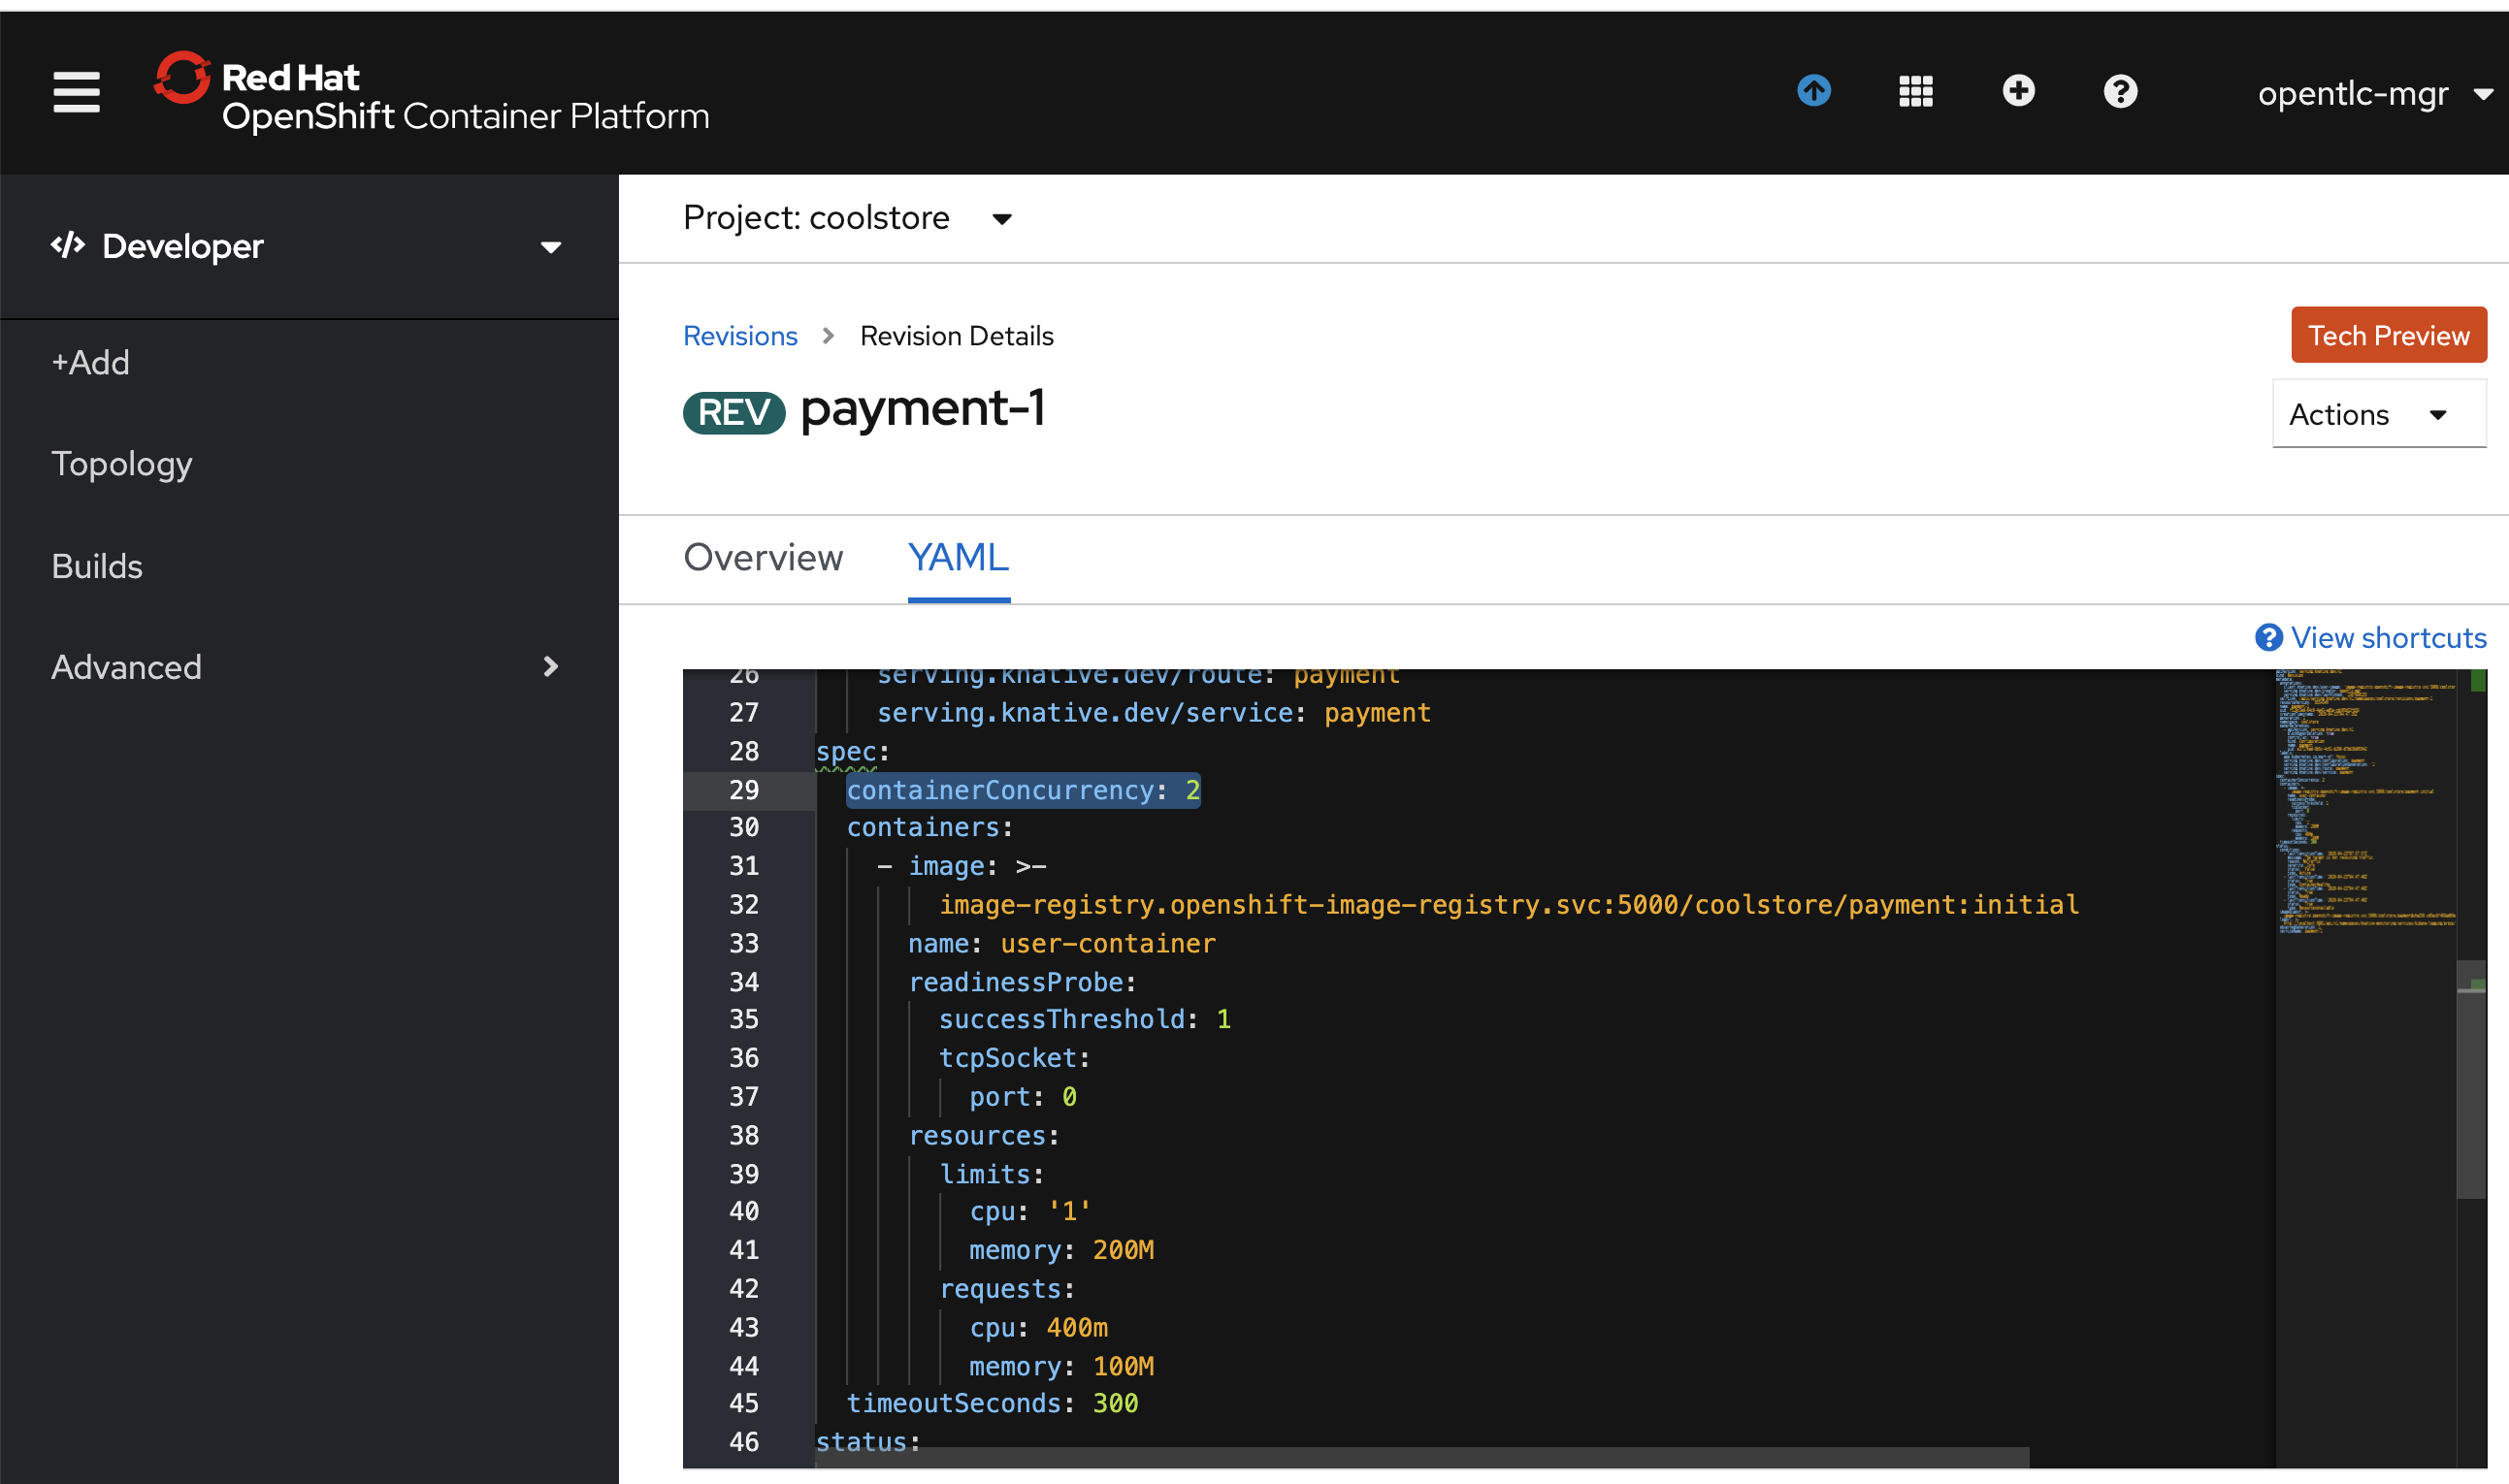 Red Hat
OpenShift Container Platform
opentlc-mgr
Developer
+Add
Topology
Builds
Advanced
Project: coolstore
Revisions > Revision Details
Tech Preview
REV payment-1
Actions
Overview YAML
View shortcuts
26 serving.knative.dev/route: payment
27 serving.knative.dev/service: payment
28 spec:
29 containerConcurrency: 2
30 containers:
31 - image: >-
32 image-registry.openshift-image-registry.svc:5000/coolstore/payment:initial
33 name: user-container
34 readinessProbe:
35 successThreshold: 1
36 tcpSocket:
37 port: 0
38 resources:
39 limits:
40 cpu: '1'
41 memory: 200M
42 requests:
43 cpu: 400m
44 memory: 100M
45 timeoutSeconds: 300
46 status: